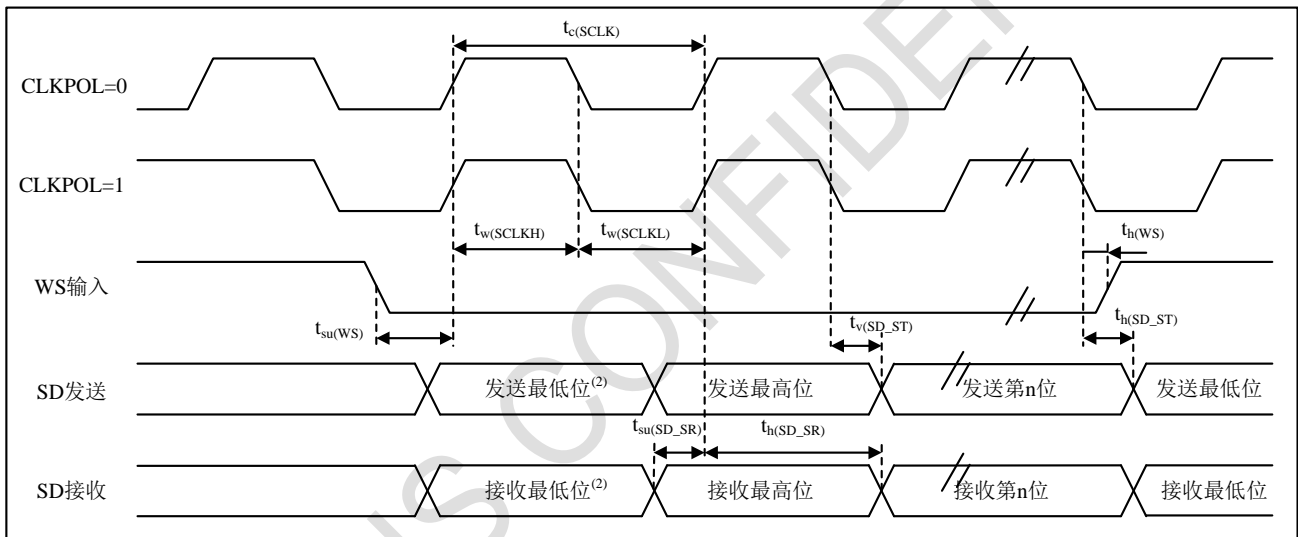 t_c(SCLK)
CLKPOL=0
CLKPOL=1
t_w(SCLKH) t_w(SCLKL)
t_h(WS)
WS输入
t_su(WS) t_v(SD_ST) t_h(SD_ST)
SD发送 发送最低位(2) 发送最高位 发送第n位 发送最低位
t_su(SD_SR) t_h(SD_SR)
SD接收 接收最低位(2) 接收最高位 接收第n位 接收最低位
S CONFIDE